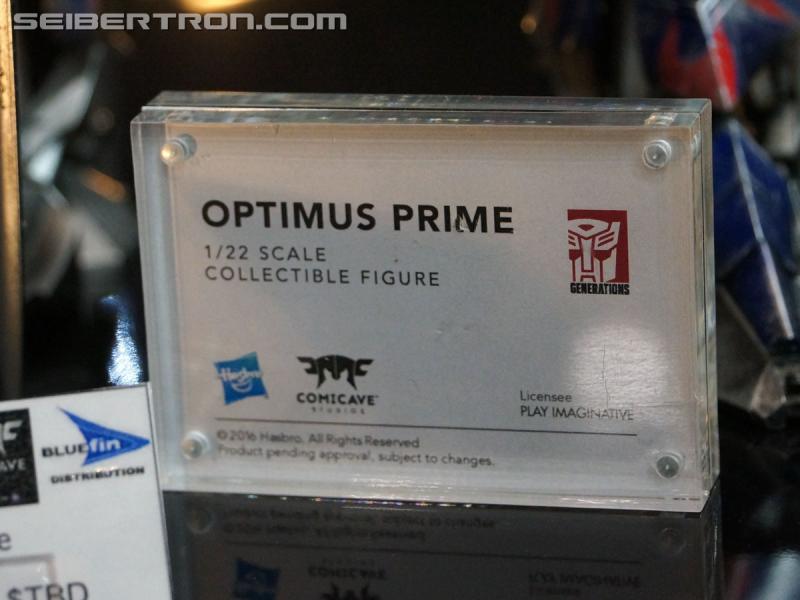 SEIBERTRON.COM
OPTIMUS PRIME
1/22 SCALE
COLLECTIBLE FIGURE
GENERATIONS
Hasbro
COMICAVE
STUDIOS
Licensee
PLAY IMAGINATIVE
© 2016 Hasbro. All Rights Reserved
Product pending approval, subject to changes.
BLUEfin
DISTRIBUTION
$TBD